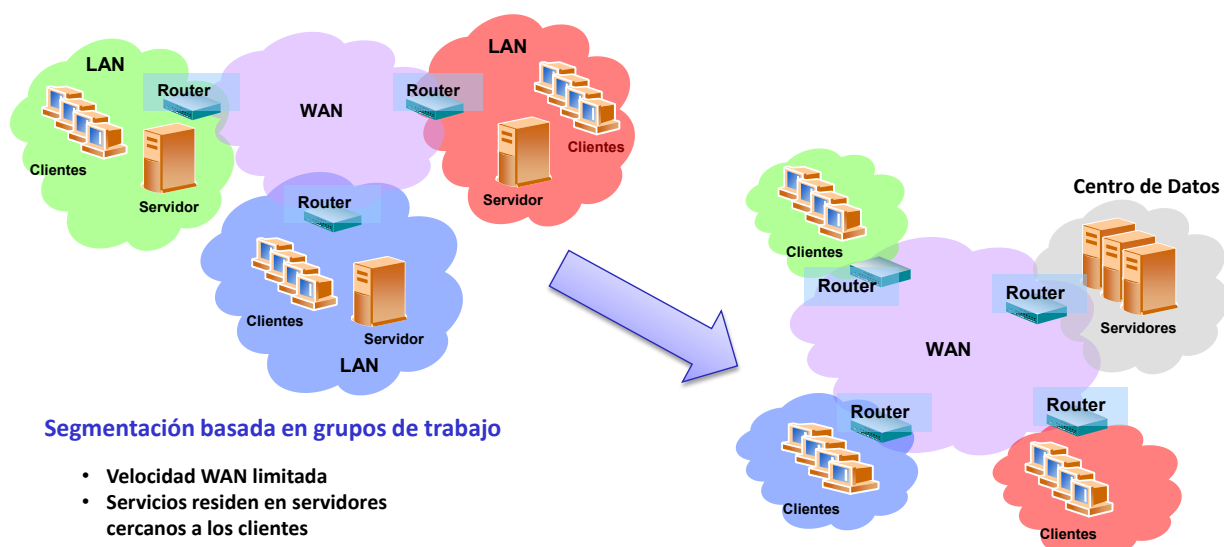 LAN
Router
Clientes
Servidor
WAN
Router
LAN
Clientes
Servidor
Router
Clientes
Servidor
LAN
Segmentación basada en grupos de trabajo
• Velocidad WAN limitada
• Servicios residen en servidores
cercanos a los clientes
Clientes
Router
Centro de Datos
Router
Servidores
WAN
Router
Clientes
Router
Clientes